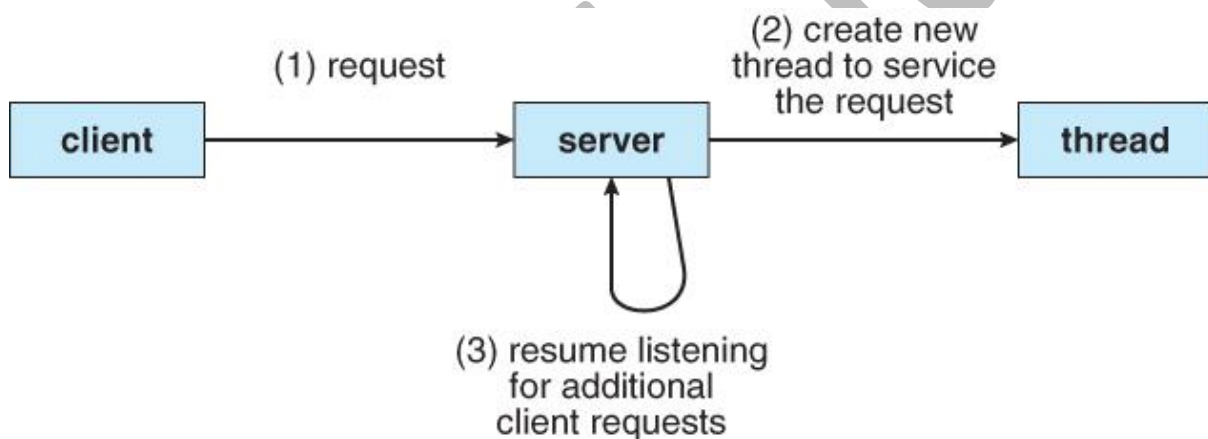 (1) request
(2) create new
thread to service
the request
client
server
thread
(3) resume listening
for additional
client requests